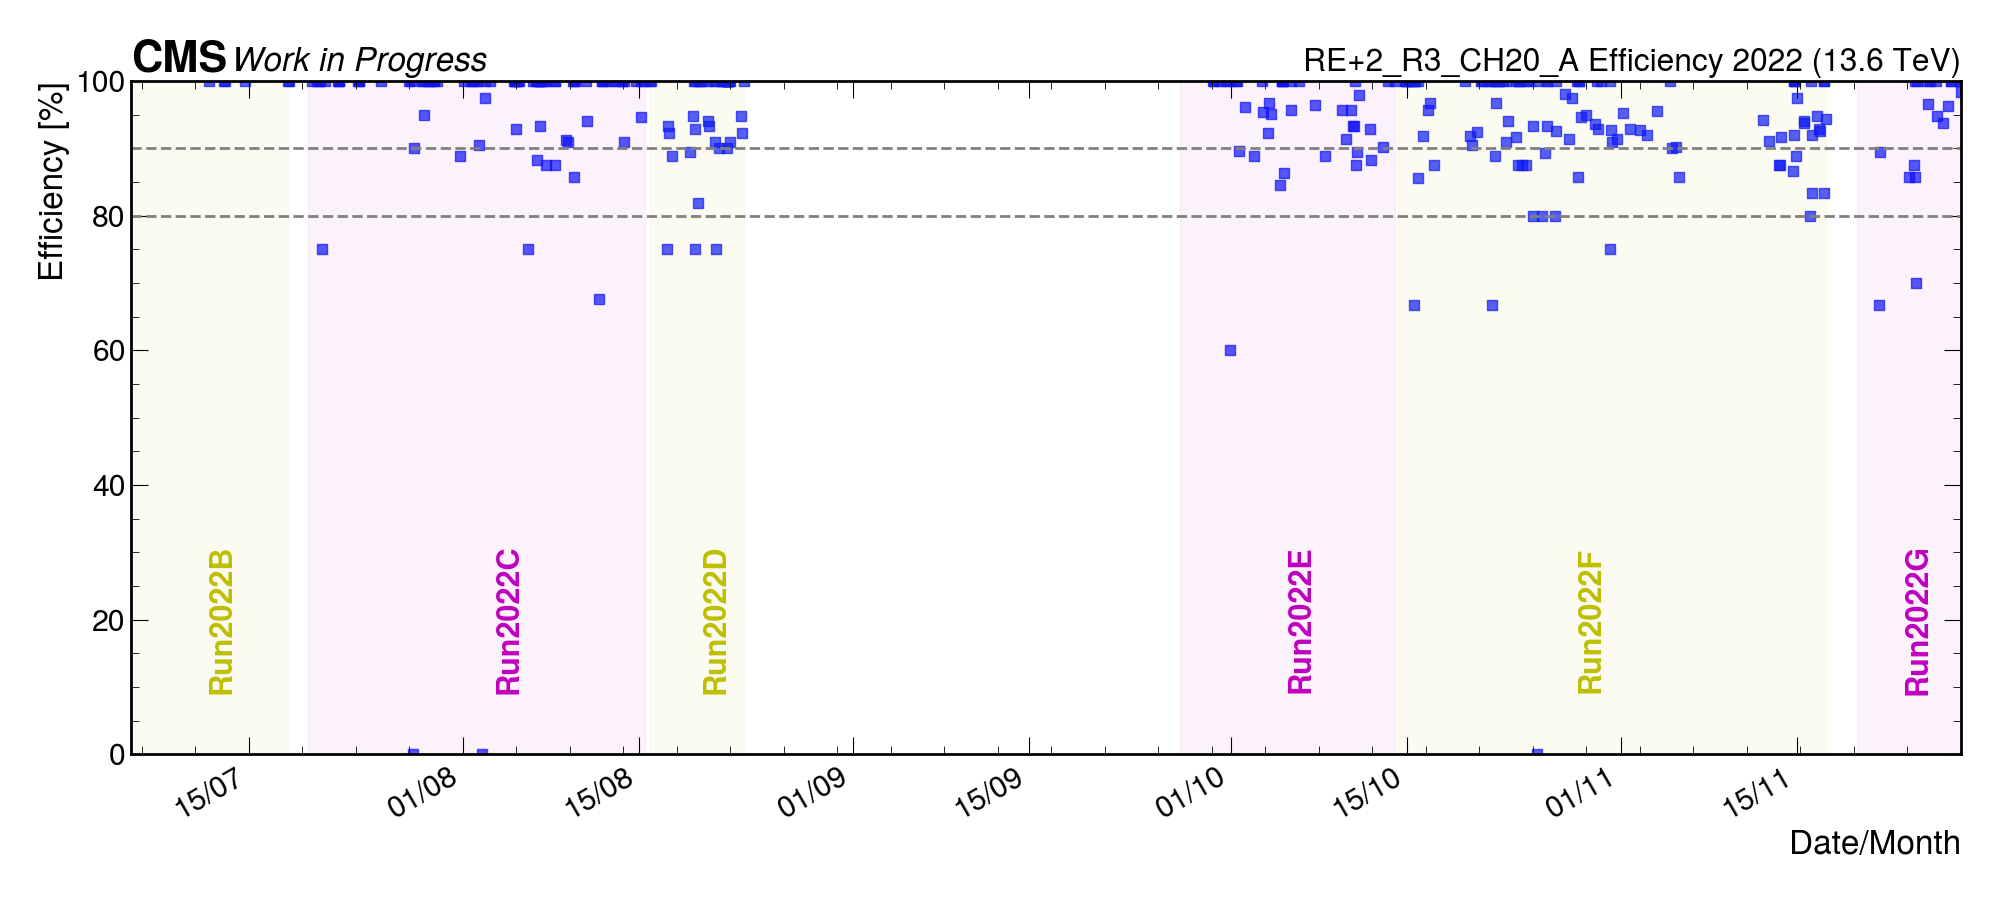 CMS Work in Progress
RE+2_R3_CH20_A Efficiency 2022 (13.6 TeV)
Efficiency [%]
100
80
60
40
20
0
Run2022B
Run2022C
Run2022D
Run2022E
Run2022F
Run2022G
15/07
01/08
15/08
01/09
15/09
01/10
15/10
01/11
15/11
Date/Month